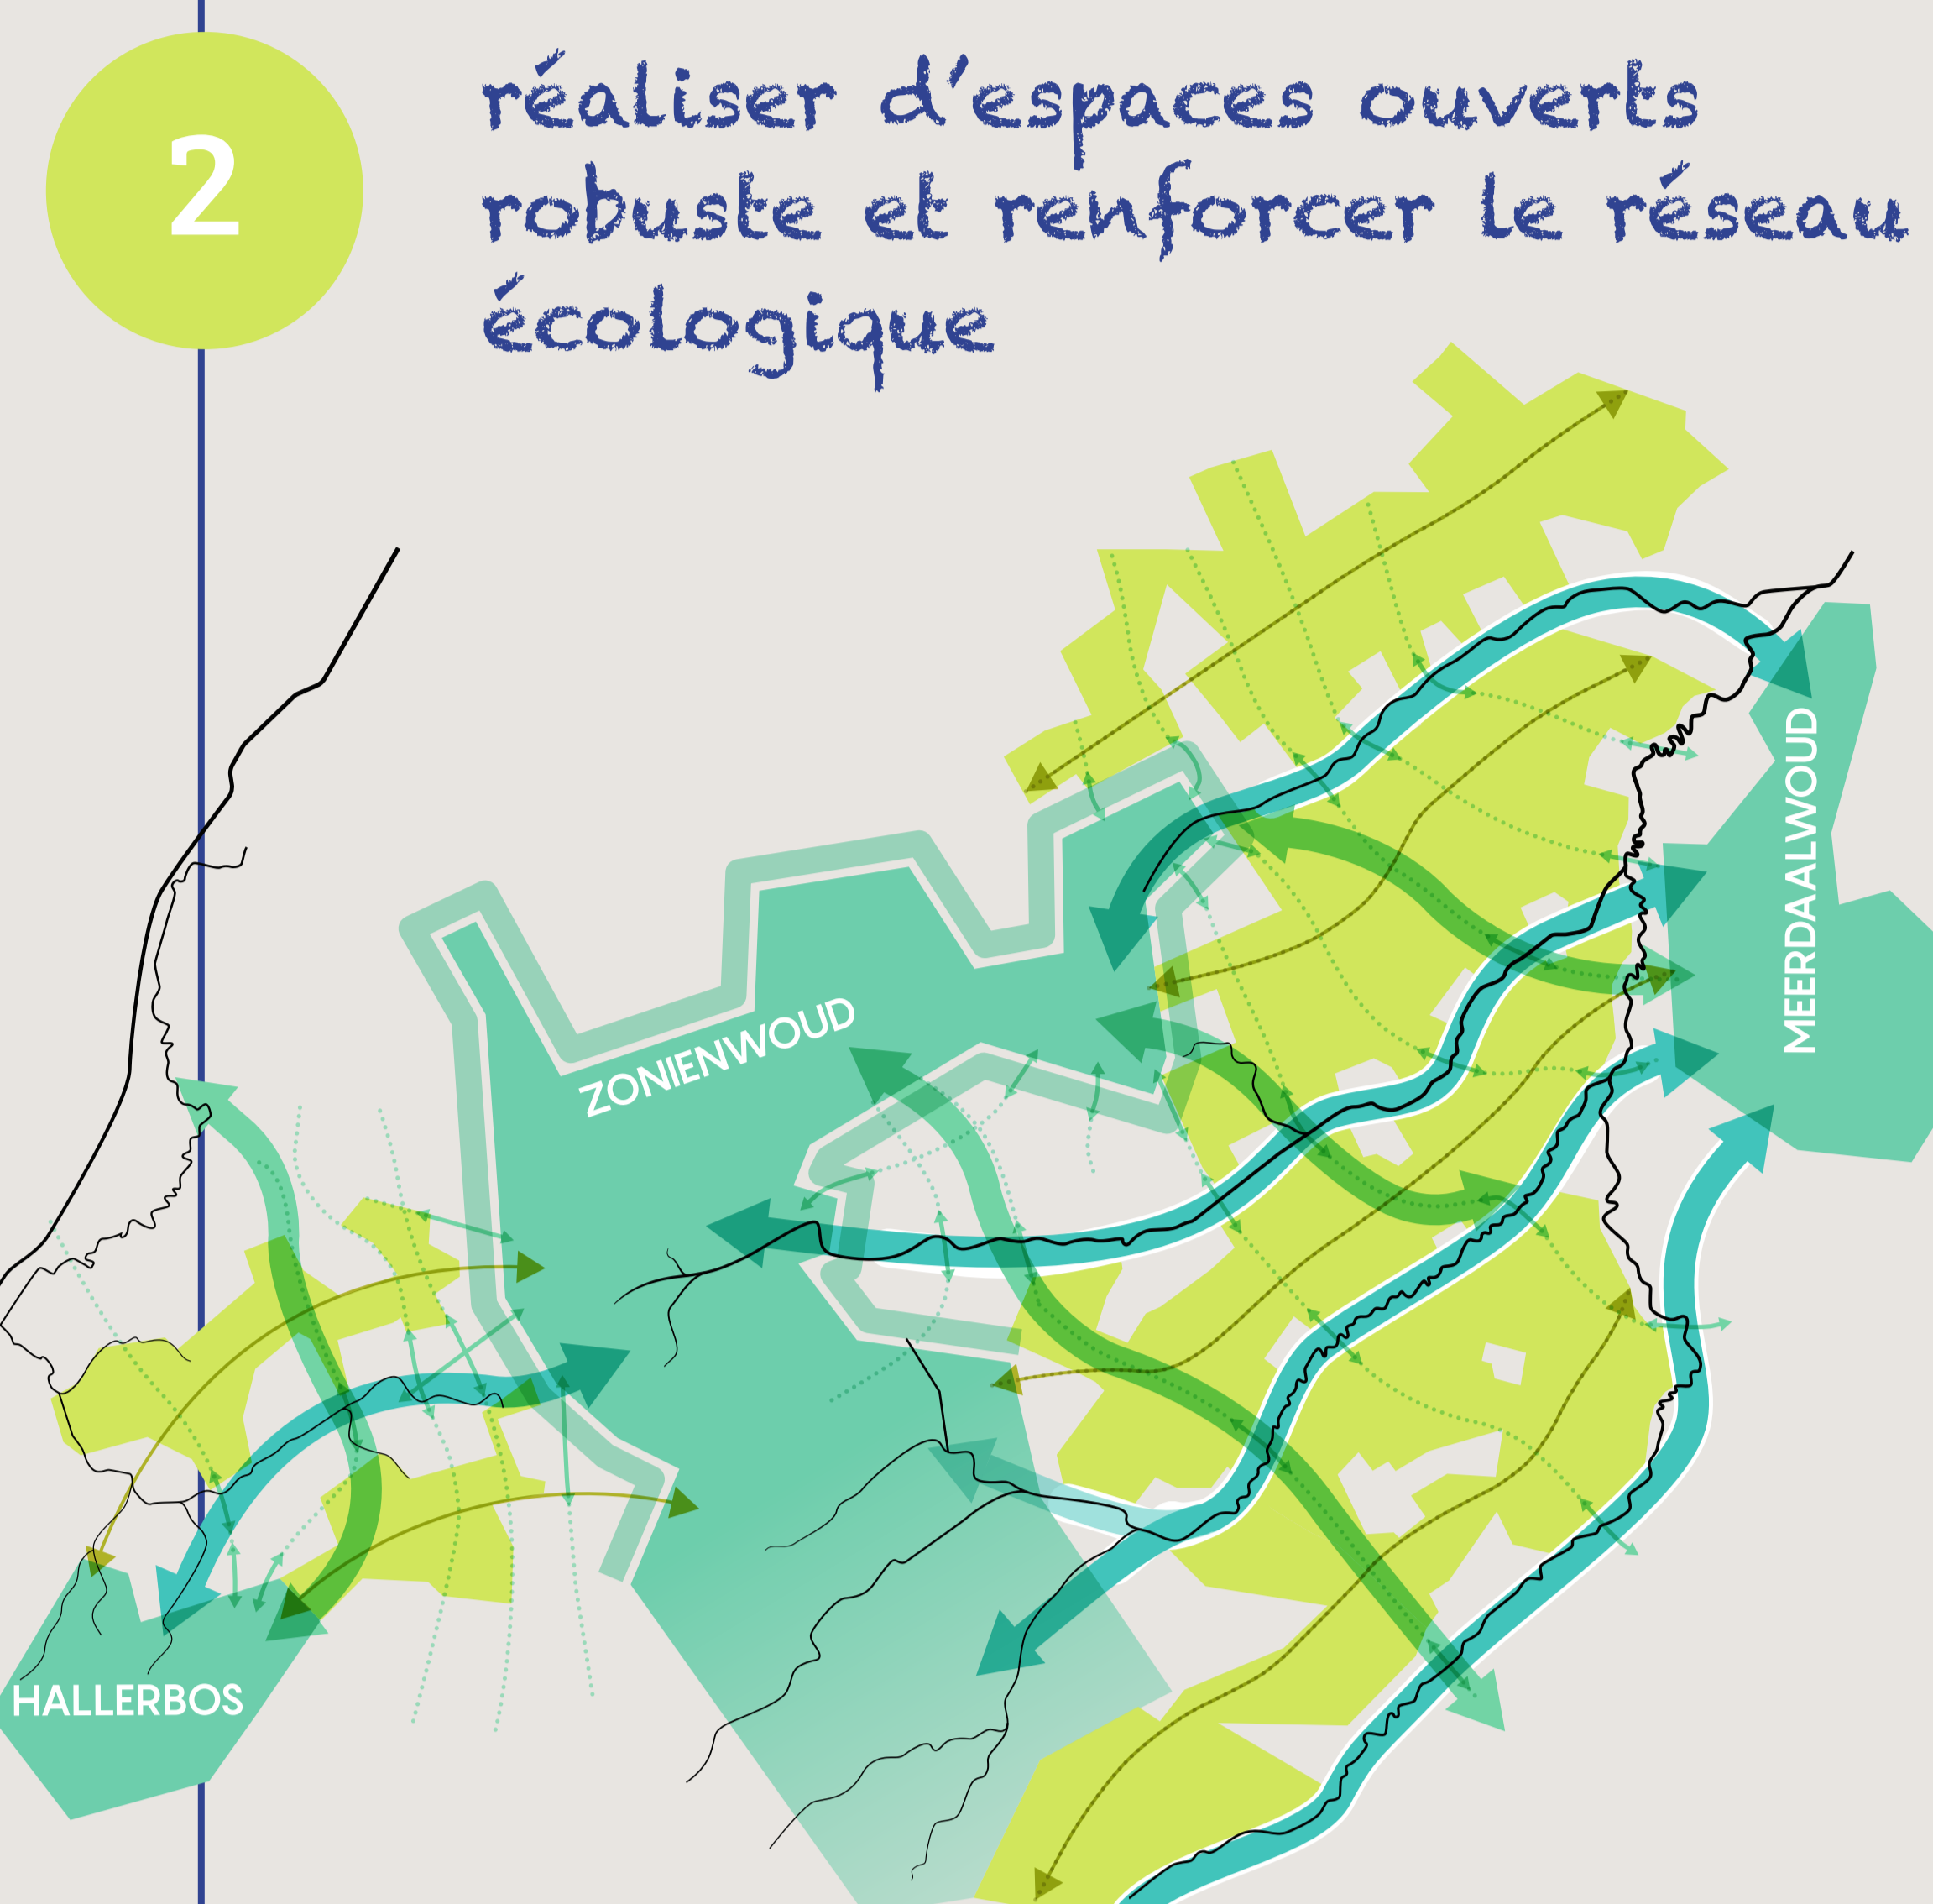 2
réaliser d'espaces ouverts
robuste et renforcer le réseau
écologique
MEERDAALWOUD
ZONIENWOUD
HALLERBOS